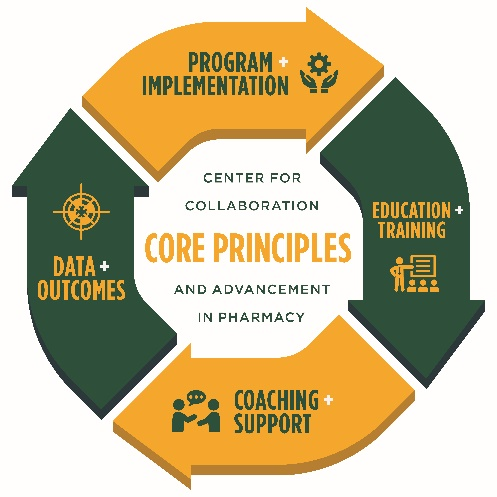 PROGRAM +
IMPLEMENTATION
CENTER FOR
COLLABORATION
CORE PRINCIPLES
AND ADVANCEMENT
IN PHARMACY
EDUCATION +
TRAINING
COACHING +
SUPPORT
DATA +
OUTCOMES